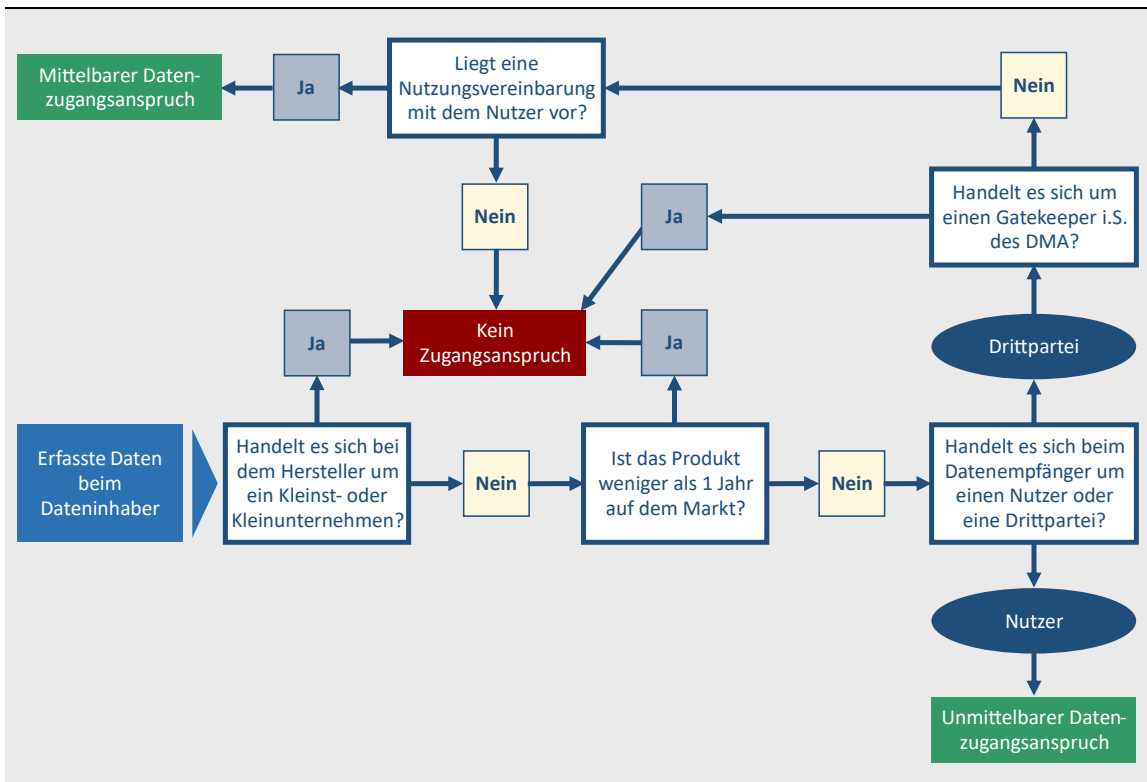 Mittelbarer Daten-
zugangsanspruch
Ja
Liegt eine
Nutzungsvereinbarung
mit dem Nutzer vor?
Nein
Nein
Ja
Handelt es sich um
einen Gatekeeper i.S.
des DMA?
Ja
Kein
Zugangsanspruch
Ja
Drittpartei
Erfasste Daten
beim
Dateninhaber
Handelt es sich bei
dem Hersteller um
ein Kleinst- oder
Kleinunternehmen?
Nein
Ist das Produkt
weniger als 1 Jahr
auf dem Markt?
Nein
Handelt es sich beim
Datenempfänger um
einen Nutzer oder
eine Drittpartei?
Nutzer
Unmittelbarer Daten-
zugangsanspruch